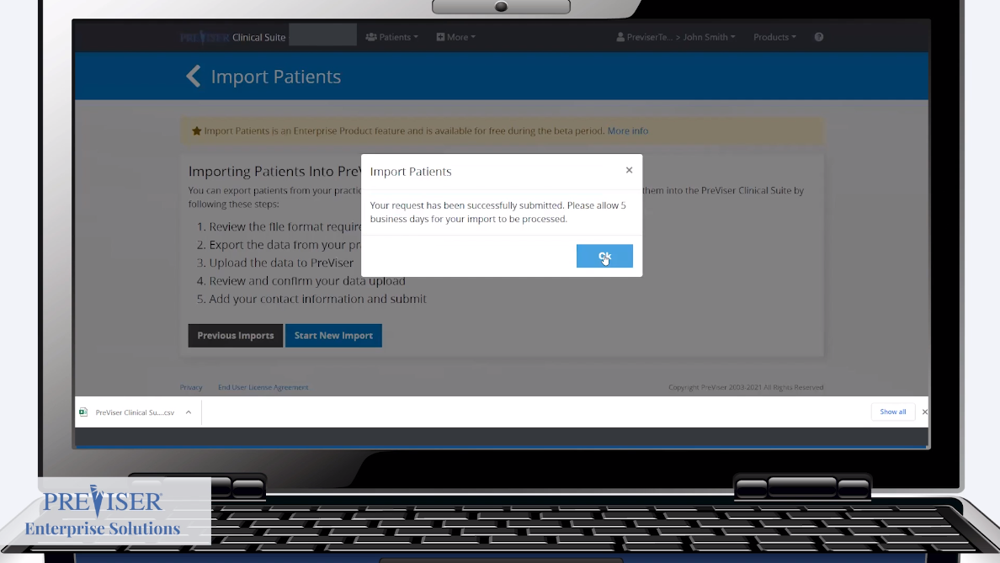 PREVISER Clinical Suite Patients More PreviserTe... > John Smith Products
Import Patients
Import Patients is an Enterprise Product feature and is available for free during the beta period. More info
Importing Patients Into PreV
You can export patients from your practic
them into the PreViser Clinical Suite by
following these steps:
1. Review the file format requir
2. Export the data from your pr
3. Upload the data to PreViser
4. Review and confirm your data upload
5. Add your contact information and submit
Previous Imports Start New Import
Import Patients ×
Your request has been successfully submitted. Please allow 5
business days for your import to be processed.
Ok
Privacy End User License Agreement Copyright PreViser 2003-2021 All Rights Reserved
PreViser Clinical Su....csv Show all
PREVISER
Enterprise Solutions